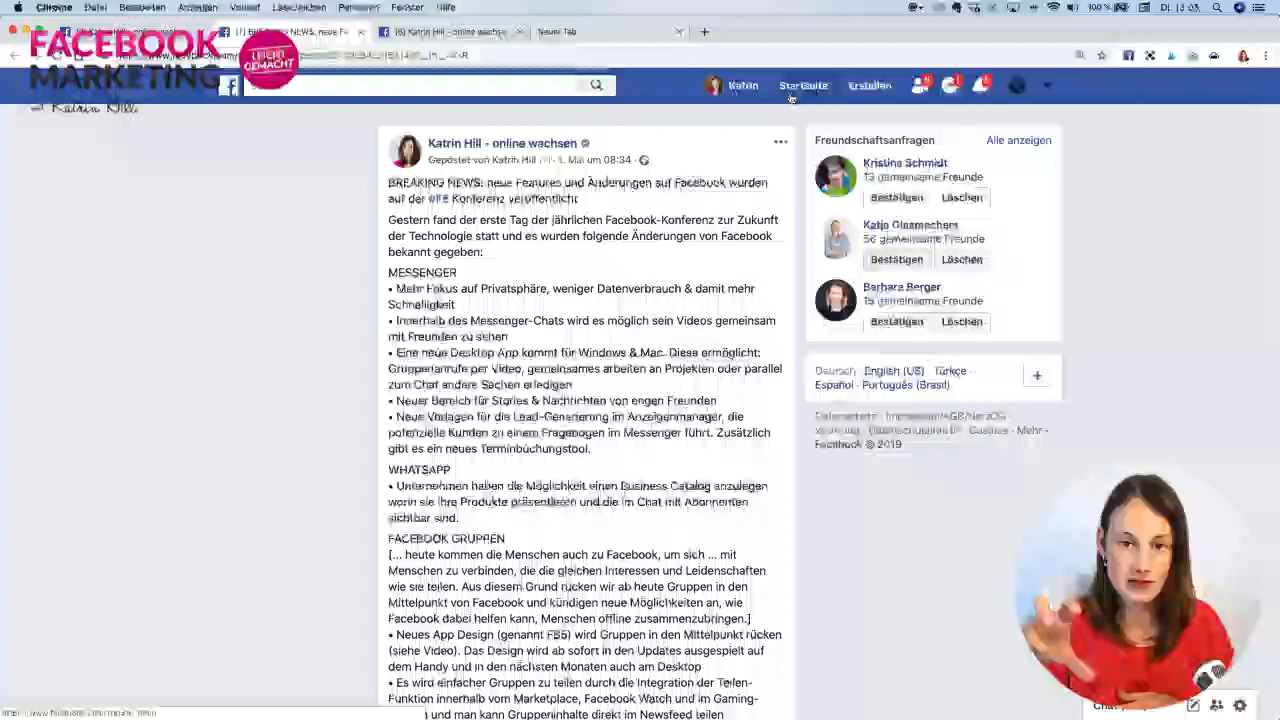 Chrome Datei Bearbeiten Ansicht Verlauf Lesezeichen Personen Fenster Hilfe
100 %
Neuer Tab
FACEBOOK
MARKETING
LEICHT
GEMACHT
Katrin Hill
Katrin Startseite Erstellen
Katrin Hill - online wachsen
Gepostet von Katrin Hill · 1. Mai um 08:34
BREAKING NEWS: neue Features und Änderungen auf Facebook wurden
auf der Konferenz veröffentlicht
Gestern fand der erste Tag der jährlichen Facebook-Konferenz zur Zukunft
der Technologie statt und es wurden folgende Änderungen von Facebook
bekannt gegeben:
MESSENGER
• Mehr Fokus auf Privatsphäre, weniger Datenverbrauch & damit mehr
Schnelligkeit
• Innerhalb des Messenger-Chats wird es möglich sein Videos gemeinsam
mit Freunden zu sehen
• Eine neue Desktop App kommt für Windows & Mac. Diese ermöglicht:
Gruppenanrufe per Video, gemeinsames arbeiten an Projekten oder parallel
zum Chat andere Sachen erledigen
• Neuer Bereich für Stories & Nachrichten von engen Freunden
• Neue Vorlagen für die Lead-Generierung im Anzeigenmanager, die
potenzielle Kunden zu einem Fragebogen im Messenger führt. Zusätzlich
gibt es ein neues Terminbuchungstool.
WHATSAPP
• Unternehmen haben die Möglichkeit einen Business Catalog anzulegen
worin sie ihre Produkte präsentieren und die im Chat mit Abonnenten
sichtbar sind.
FACEBOOK GRUPPEN
[... heute kommen die Menschen auch zu Facebook, um sich ... mit
Menschen zu verbinden, die die gleichen Interessen und Leidenschaften
wie sie teilen. Aus diesem Grund rücken wir ab heute Gruppen in den
Mittelpunkt von Facebook und kündigen neue Möglichkeiten an, wie
Facebook dabei helfen kann, Menschen offline zusammenzubringen.]
• Neues App Design (genannt FB5) wird Gruppen in den Mittelpunkt rücken
(siehe Video). Das Design wird ab sofort in den Updates ausgespielt auf
dem Handy und in den nächsten Monaten auch am Desktop
• Es wird einfacher Gruppen zu teilen durch die Integration der Teilen-
Funktion innerhalb vom Marketplace, Facebook Watch und im Gaming-
und man kann Gruppeninhalte direkt im Newsfeed teilen
Freundschaftsanfragen Alle anzeigen
Kristina Schmidt
13 gemeinsame Freunde
Bestätigen Löschen
Katja Glasmachers
56 gemeinsame Freunde
Bestätigen Löschen
Barbara Berger
15 gemeinsame Freunde
Bestätigen Löschen
Deutsch · English (US) · Türkçe ·
Español · Português (Brasil)
+
Cookies · Mehr ·
Facebook © 2019